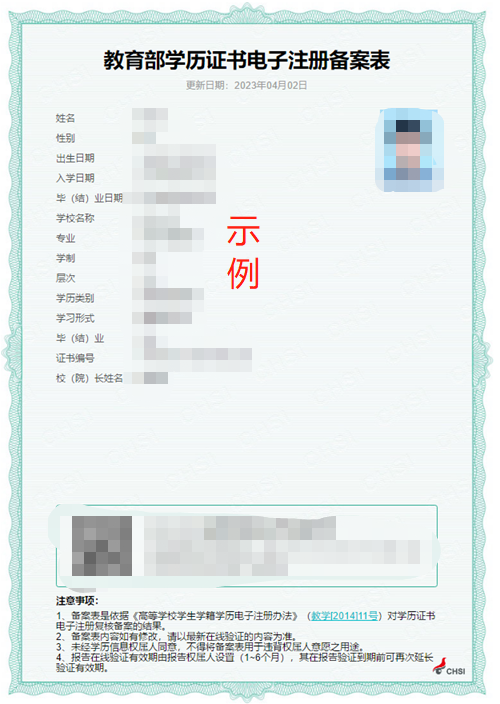 教育部学历证书电子注册备案表
更新日期：2023年04月02日
姓名
性别
出生日期
入学日期
毕（结）业日期
学校名称
专业
学制
层次
学历类别
学习形式
毕（结）业
证书编号
校（院）长姓名
示
例
注意事项：
1、备案表是依据《高等学校学生学籍学历电子注册办法》（教学[2014]11号）对学历证书
电子注册复核备案的结果。
2、备案表内容如有修改，请以最新在线验证的内容为准。
3、未经学历信息权属人同意，不得将备案表用于违背权属人意愿之用途。
4、报告在线验证有效期由报告权属人设置（1~6个月），其在报告验证到期前可再次延长
验证有效期。
CHSI